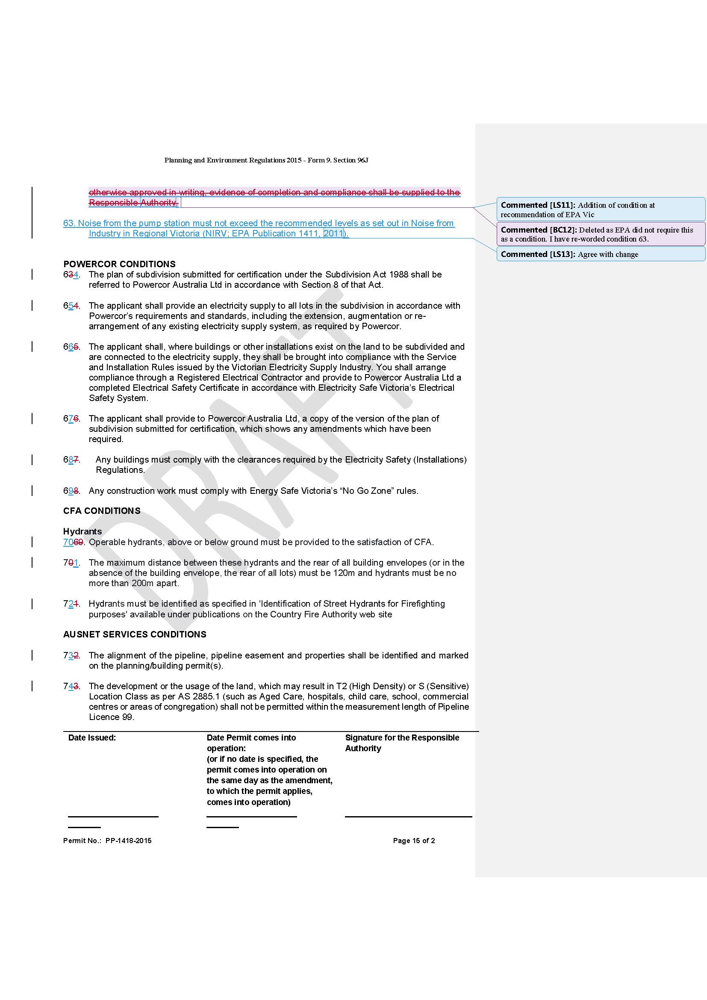 Planning and Environment Regulations 2015 - Form 9. Section 96J
otherwise approved in writing, evidence of completion and compliance shall be supplied to the
Responsible Authority.
63. Noise from the pump station must not exceed the recommended levels as set out in Noise from
Industry in Regional Victoria (NIRV; EPA Publication 1411, 2011).
Commented [LS11]: Addition of condition at
recommendation of EPA Vic
Commented [BC12]: Deleted as EPA did not require this
as a condition. I have re-worded condition 63.
Commented [LS13]: Agree with change
POWERCOR CONDITIONS
634. The plan of subdivision submitted for certification under the Subdivision Act 1988 shall be
referred to Powercor Australia Ltd in accordance with Section 8 of that Act.
654. The applicant shall provide an electricity supply to all lots in the subdivision in accordance with
Powercor’s requirements and standards, including the extension, augmentation or re-
arrangement of any existing electricity supply system, as required by Powercor.
665. The applicant shall, where buildings or other installations exist on the land to be subdivided and
are connected to the electricity supply, they shall be brought into compliance with the Service
and Installation Rules issued by the Victorian Electricity Supply Industry. You shall arrange
compliance through a Registered Electrical Contractor and provide to Powercor Australia Ltd a
completed Electrical Safety Certificate in accordance with Electricity Safe Victoria’s Electrical
Safety System.
676. The applicant shall provide to Powercor Australia Ltd, a copy of the version of the plan of
subdivision submitted for certification, which shows any amendments which have been
required.
687. Any buildings must comply with the clearances required by the Electricity Safety (Installations)
Regulations.
698. Any construction work must comply with Energy Safe Victoria’s “No Go Zone” rules.
CFA CONDITIONS
Hydrants
7069. Operable hydrants, above or below ground must be provided to the satisfaction of CFA.
701. The maximum distance between these hydrants and the rear of all building envelopes (or in the
absence of the building envelope, the rear of all lots) must be 120m and hydrants must be no
more than 200m apart.
721. Hydrants must be identified as specified in 'Identification of Street Hydrants for Firefighting
purposes' available under publications on the Country Fire Authority web site
AUSNET SERVICES CONDITIONS
732. The alignment of the pipeline, pipeline easement and properties shall be identified and marked
on the planning/building permit(s).
743. The development or the usage of the land, which may result in T2 (High Density) or S (Sensitive)
Location Class as per AS 2885.1 (such as Aged Care, hospitals, child care, school, commercial
centres or areas of congregation) shall not be permitted within the measurement length of Pipeline
Licence 99.
DRAFT
Date Issued:
Date Permit comes into
operation:
(or if no date is specified, the
permit comes into operation on
the same day as the amendment,
to which the permit applies,
comes into operation)
Signature for the Responsible
Authority
Permit No.: PP-1418-2015
Page 15 of 2